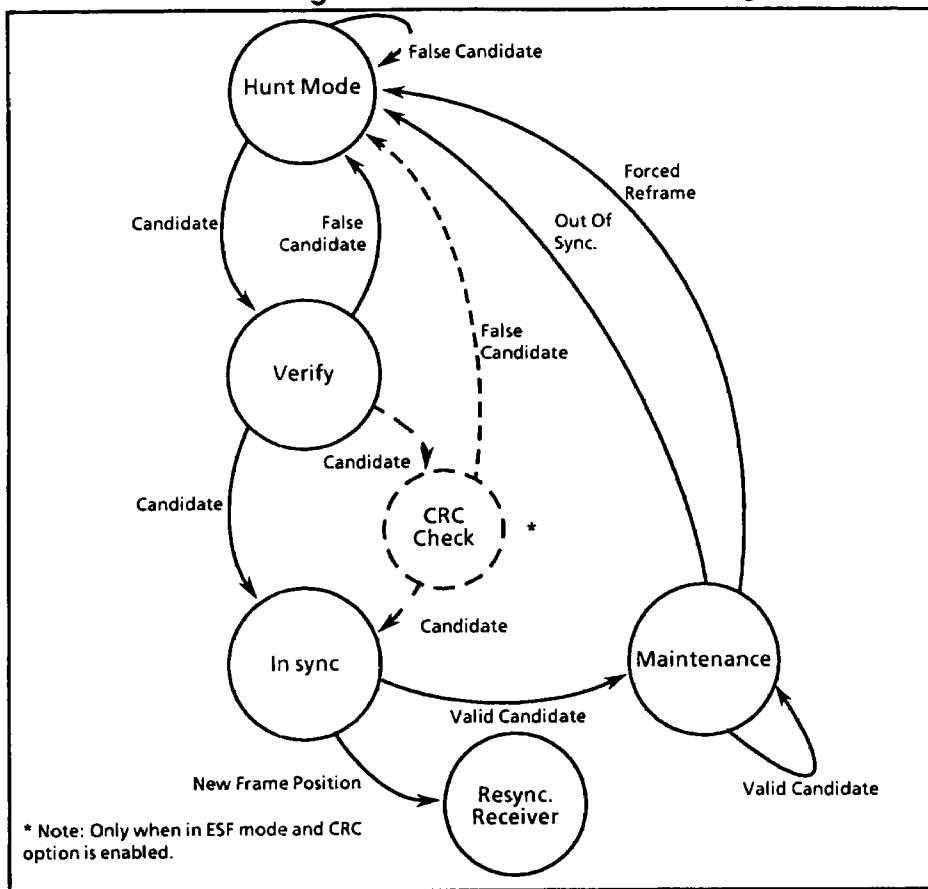 False Candidate
Hunt Mode
Forced
Reframe
Candidate
False
Candidate
Out Of
Sync.
False
Candidate
Verify
Candidate
Candidate
CRC
Check
*
Candidate
In sync
Maintenance
Valid Candidate
New Frame Position
Valid Candidate
Resync.
Receiver
* Note: Only when in ESF mode and CRC
option is enabled.